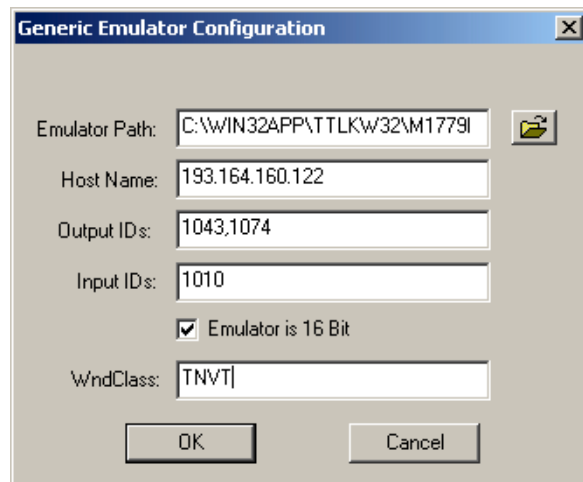 Generic Emulator Configuration
Emulator Path: C:\WIN32APP\TTLKW32\M1779I
Host Name: 193.164.160.122
Output IDs: 1043,1074
Input IDs: 1010
Emulator is 16 Bit
WndClass: TNVT
OK Cancel